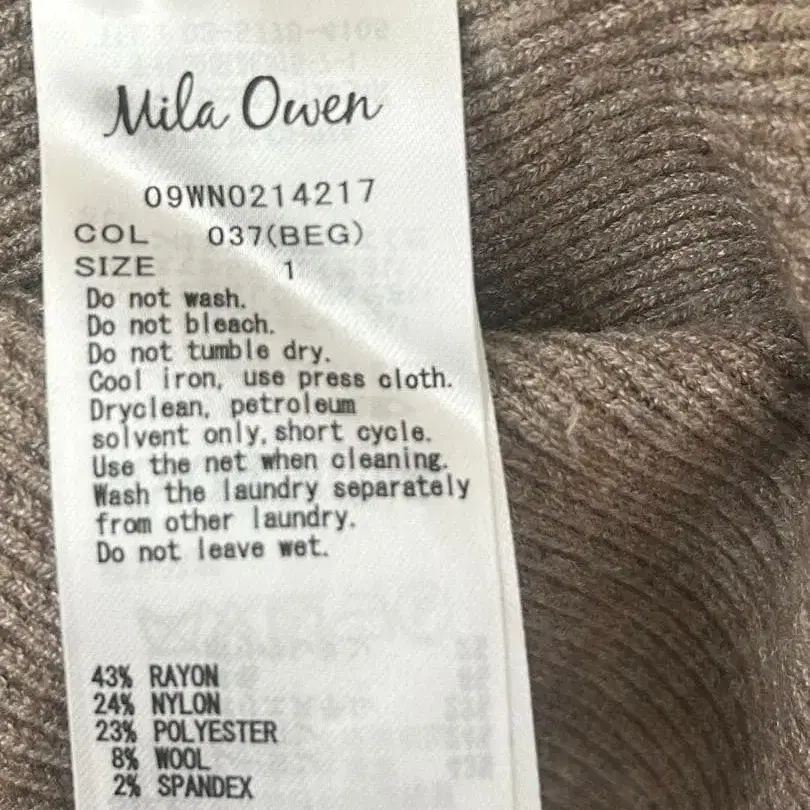 Mila Owen
09WN0214217
COL 037(BEG)
SIZE 1
Do not wash.
Do not bleach.
Do not tumble dry.
Cool iron, use press cloth.
Dryclean, petroleum
solvent only, short cycle.
Use the net when cleaning.
Wash the laundry separately
from other laundry.
Do not leave wet.
43% RAYON
24% NYLON
23% POLYESTER
8% WOOL
2% SPANDEX